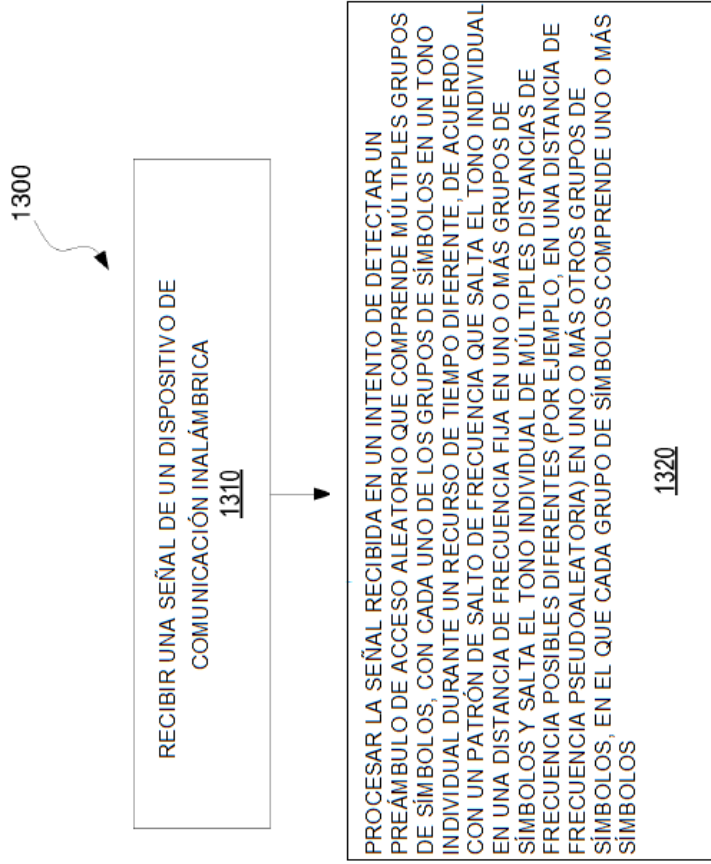 1300
RECIBIR UNA SEÑAL DE UN DISPOSITIVO DE
COMUNICACIÓN INALÁMBRICA
1310
PROCESAR LA SEÑAL RECIBIDA EN UN INTENTO DE DETECTAR UN
PREÁMBULO DE ACCESO ALEATORIO QUE COMPRENDE MÚLTIPLES GRUPOS
DE SÍMBOLOS, CON CADA UNO DE LOS GRUPOS DE SÍMBOLOS EN UN TONO
INDIVIDUAL DURANTE UN RECURSO DE TIEMPO DIFERENTE, DE ACUERDO
CON UN PATRÓN DE SALTO DE FRECUENCIA QUE SALTA EL TONO INDIVIDUAL
EN UNA DISTANCIA DE FRECUENCIA FIJA EN UNO O MÁS GRUPOS DE
SÍMBOLOS Y SALTA EL TONO INDIVIDUAL DE MÚLTIPLES DISTANCIAS DE
FRECUENCIA POSIBLES DIFERENTES (POR EJEMPLO, EN UNA DISTANCIA DE
FRECUENCIA PSEUDOALEATORIA) EN UNO O MÁS OTROS GRUPOS DE
SÍMBOLOS, EN EL QUE CADA GRUPO DE SÍMBOLOS COMPRENDE UNO O MÁS
SÍMBOLOS
1320